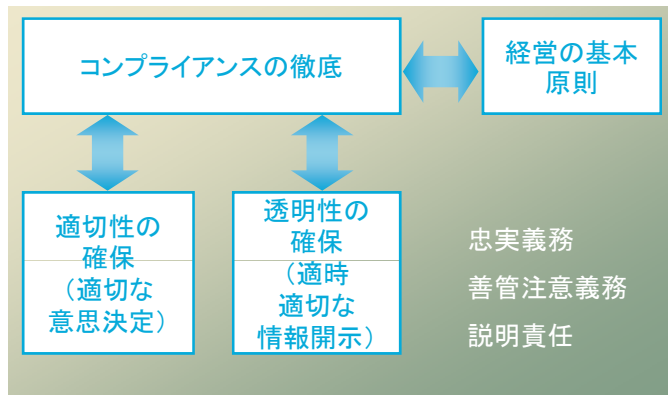 コンプライアンスの徹底
経営の基本
原則
適切性の
確保
（適切な
意思決定）
透明性の
確保
（適時
適切な
情報開示）
忠実義務
善管注意義務
説明責任